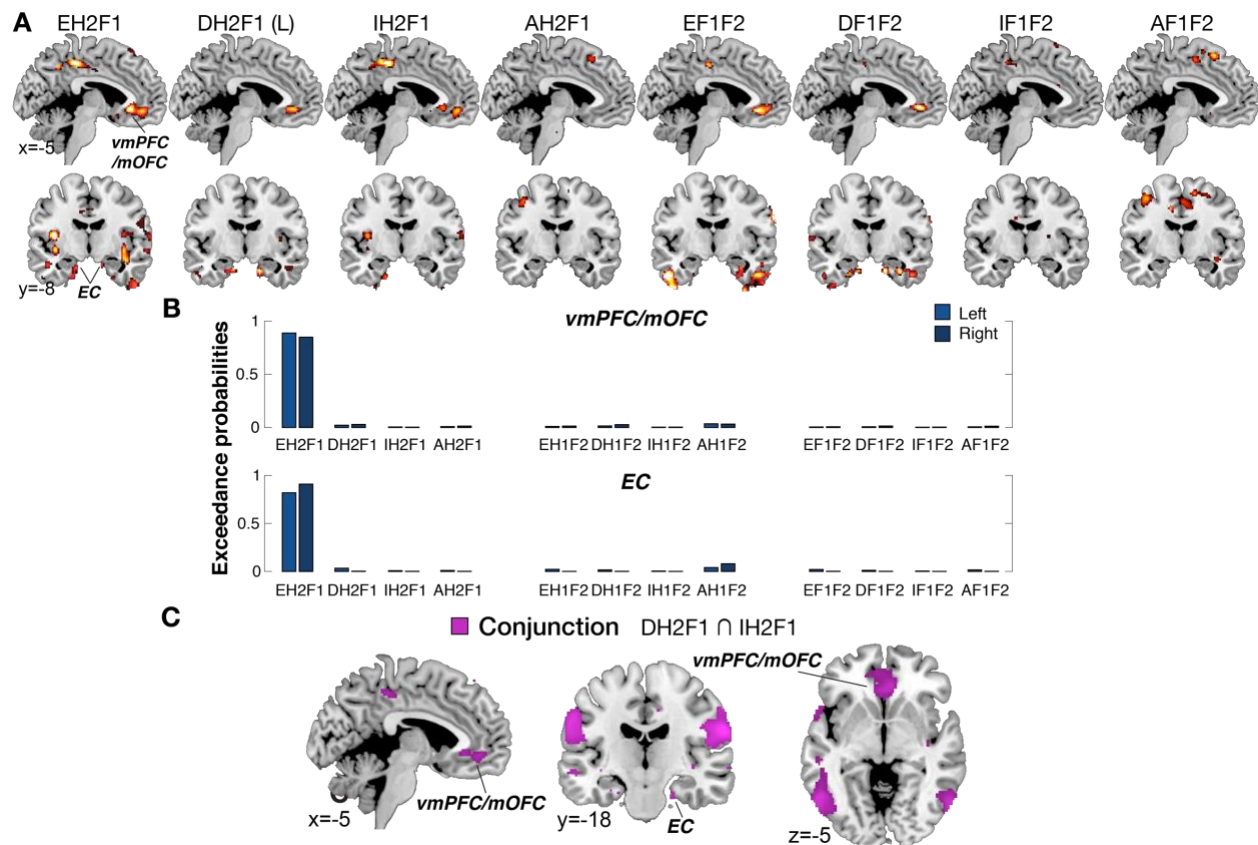 A
EH2F1 DH2F1 (L) IH2F1 AH2F1 EF1F2 DF1F2 IF1F2 AF1F2
x=-5
vmPFC
/mOFC
y=-8
EC
B
vmPFC/mOFC
Left
Right
Exceedance probabilities
1
0.5
0
EH2F1 DH2F1 IH2F1 AH2F1 EH1F2 DH1F2 IH1F2 AH1F2 EF1F2 DF1F2 IF1F2 AF1F2
EC
1
0.5
0
EH2F1 DH2F1 IH2F1 AH2F1 EH1F2 DH1F2 IH1F2 AH1F2 EF1F2 DF1F2 IF1F2 AF1F2
C
Conjunction DH2F1 ∩ IH2F1
vmPFC/mOFC
vmPFC/mOFC
x=-5
y=-18
EC
z=-5